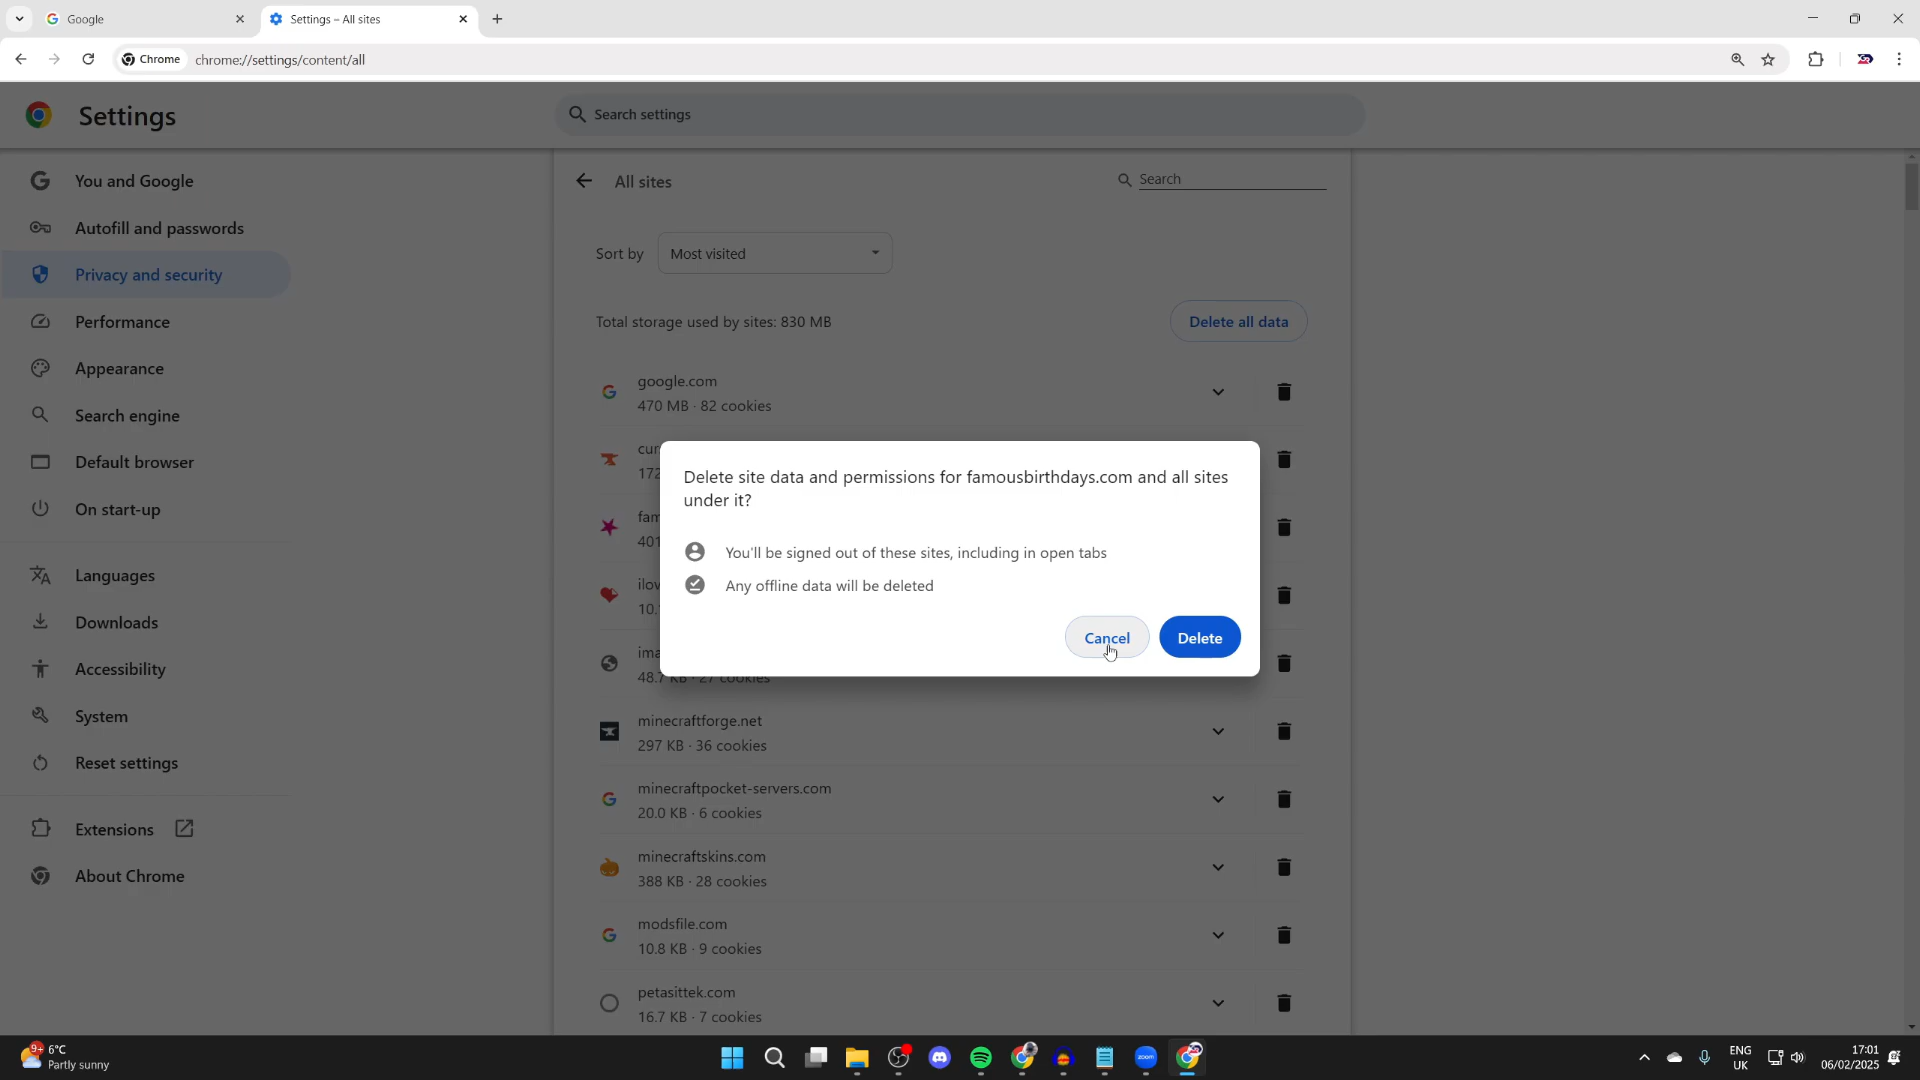 Google
Settings – All sites
Chrome
chrome://settings/content/all
Settings
Search settings
You and Google
Autofill and passwords
Privacy and security
Performance
Appearance
Search engine
Default browser
On start-up
Languages
Downloads
Accessibility
System
Reset settings
Extensions
About Chrome
All sites
Search
Sort by
Most visited
Total storage used by sites: 830 MB
Delete all data
google.com
470 MB · 82 cookies
cur
172
fam
401
ilov
10.
ima
48.7 KB · 27 cookies
Delete site data and permissions for famousbirthdays.com and all sites
under it?
You'll be signed out of these sites, including in open tabs
Any offline data will be deleted
Cancel
Delete
minecraftforge.net
297 KB · 36 cookies
minecraftpocket-servers.com
20.0 KB · 6 cookies
minecraftskins.com
388 KB · 28 cookies
modsfile.com
10.8 KB · 9 cookies
petasittek.com
16.7 KB · 7 cookies
9+
6°C
Partly sunny
zoom
ENG
UK
17:01
06/02/2025